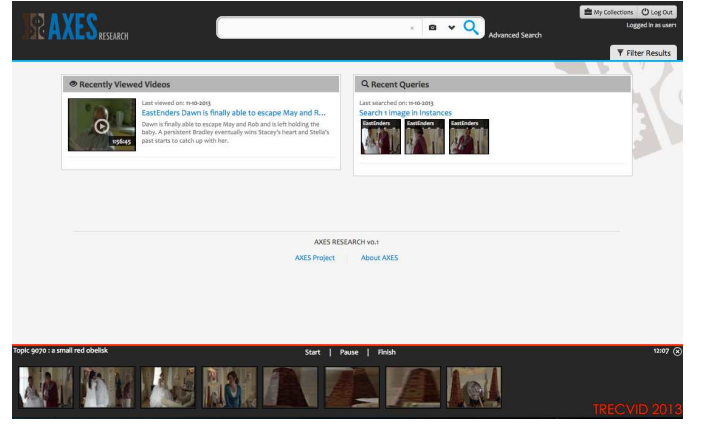 AXES RESEARCH
My Collections Log Out
Logged in as user1
Advanced Search
Filter Results
Recently Viewed Videos
Last viewed on: 11-10-2013
EastEnders Dawn is finally able to escape May and R...
Dawn is finally able to escape May and Rob and is left holding the
baby. A persistent Bradley eventually wins Stacey's heart and Stella's
past starts to catch up with her.
1:56:45
Recent Queries
Last searched on: 11-10-2013
Search 1 image in Instances
EastEnders EastEnders EastEnders
AXES RESEARCH v0.1
AXES Project About AXES
Topic 9070 : a small red obelisk
Start | Pause | Finish
12:07
TRECVID 2013